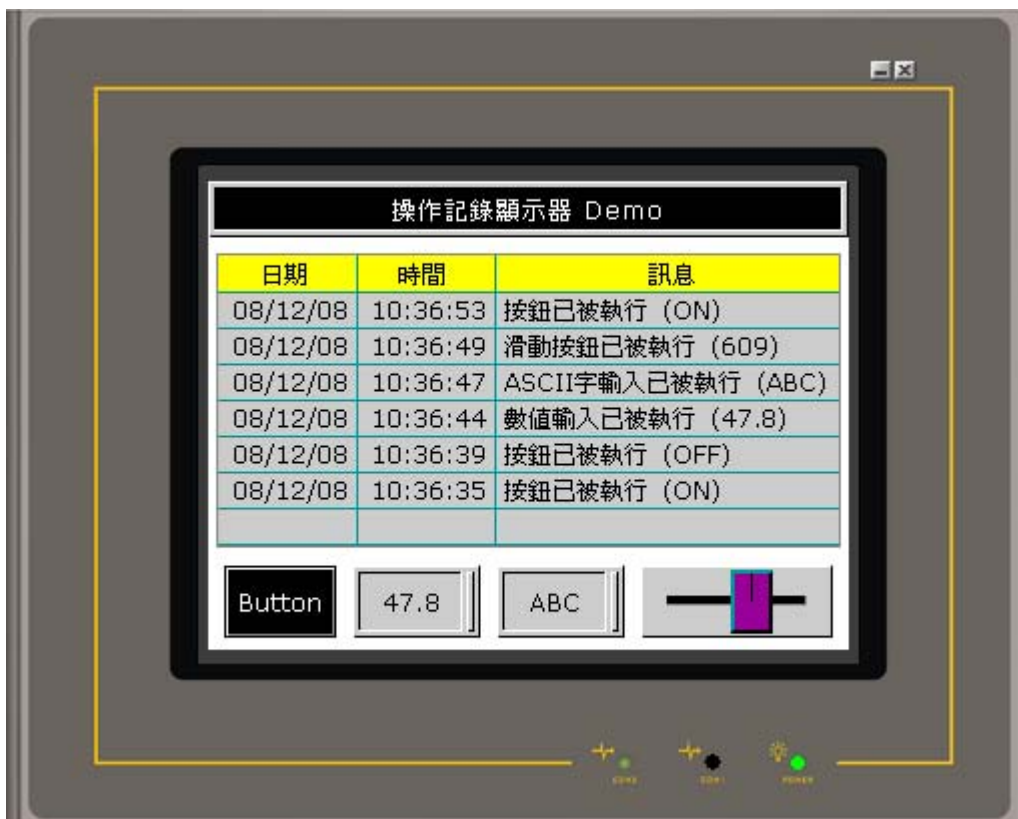 操作記錄顯示器 Demo
日期 時間 訊息
08/12/08 10:36:53 按鈕已被執行 (ON)
08/12/08 10:36:49 滑動按鈕已被執行 (609)
08/12/08 10:36:47 ASCII字輸入已被執行 (ABC)
08/12/08 10:36:44 數值輸入已被執行 (47.8)
08/12/08 10:36:39 按鈕已被執行 (OFF)
08/12/08 10:36:35 按鈕已被執行 (ON)
Button 47.8 ABC
POWER